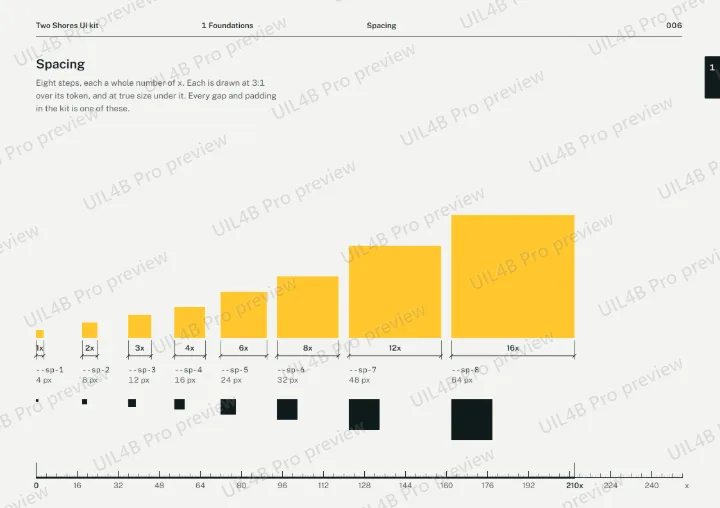 Two Shores UI kit
1 Foundations
Spacing
006
Spacing
1
Eight steps, each a whole number of x. Each is drawn at 3:1
over its token, and at true size under it. Every gap and padding
in the kit is one of these.
1x 2x 3x 4x 6x 8x 12x 16x
--sp-1 --sp-2 --sp-3 --sp-4 --sp-5 --sp-6 --sp-7 --sp-8
4 px 8 px 12 px 16 px 24 px 32 px 48 px 64 px
0 16 32 48 64 80 96 112 128 144 160 176 192 210x 224 240 x
UIL4B Pro preview